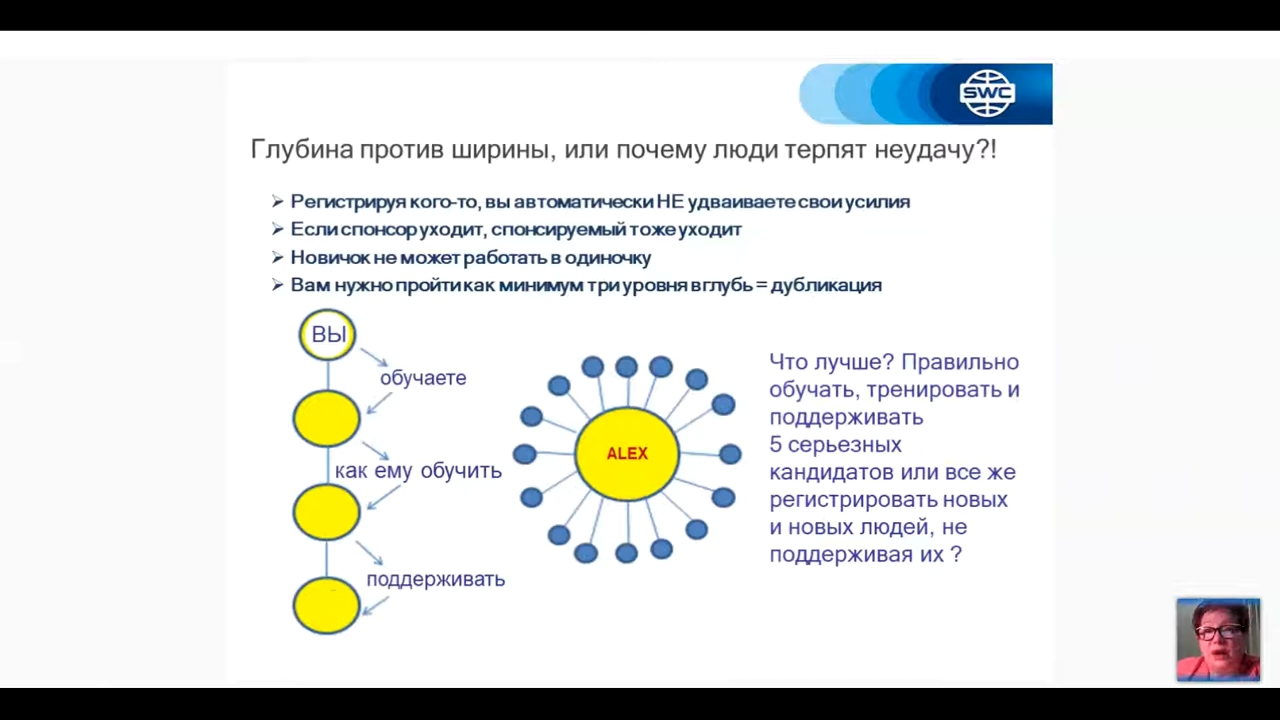 SWC
Глубина против ширины, или почему люди терпят неудачу?!
Регистрируя кого-то, вы автоматически НЕ удваиваете свои усилия
Если спонсор уходит, спонсируемый тоже уходит
Новичок не может работать в одиночку
Вам нужно пройти как минимум три уровня вглубь = дубликация
ВЫ
обучаете
как ему обучить
поддерживать
ALEX
Что лучше? Правильно
обучать, тренировать и
поддерживать
5 серьезных
кандидатов или все же
регистрировать новых
и новых людей, не
поддерживая их ?